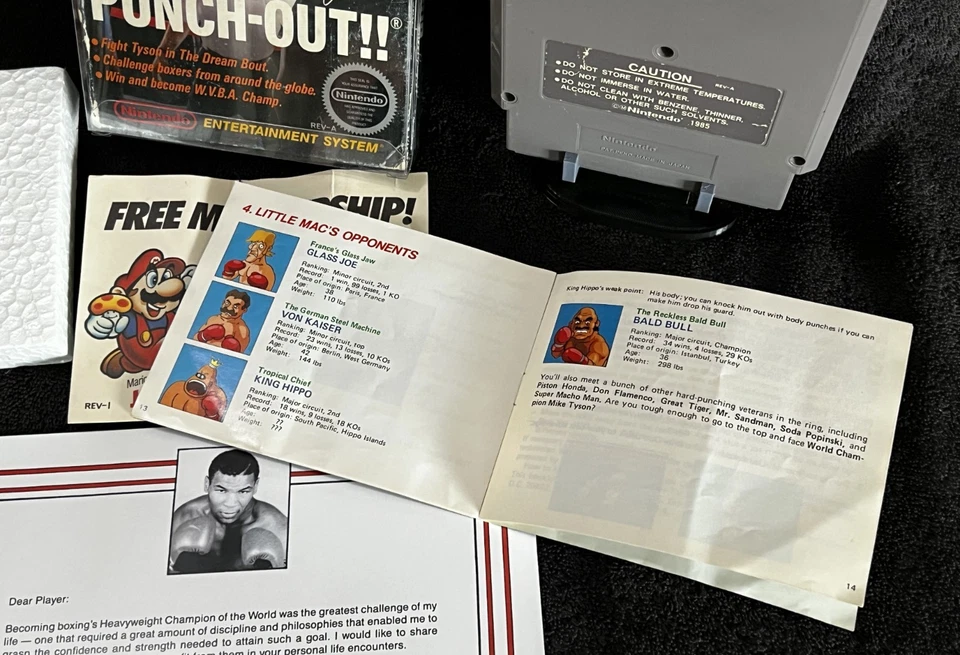 PUNCH-OUT!!®
• Fight Tyson in The Dream Bout.
• Challenge boxers from around the globe.
• Win and become W.V.B.A. Champ.
Nintendo
Nintendo
REV-A
ENTERTAINMENT SYSTEM
CAUTION
REV-A
• DO NOT STORE IN EXTREME TEMPERATURES.
• DO NOT IMMERSE IN WATER.
• DO NOT CLEAN WITH BENZENE, THINNER,
ALCOHOL OR OTHER SUCH SOLVENTS.
Nintendo 1985
Nintendo
FREE M
SHIP!
Mari
REV-I
4. LITTLE MAC'S OPPONENTS
France's Glass Jaw
GLASS JOE
Ranking: Minor circuit, 2nd
Record: 1 win, 99 losses, 1 KO
Place of origin: Paris, France
Age: 38
Weight: 110 lbs
The German Steel Machine
VON KAISER
Ranking: Minor circuit, top
Record: 23 wins, 13 losses, 10 KOs
Place of origin: Berlin, West Germany
Age: 42
Weight: 144 lbs
Tropical Chief
KING HIPPO
Ranking: Major circuit, 2nd
Record: 18 wins, 9 losses, 18 KOs
Place of origin: South Pacific, Hippo Islands
Age: ??
Weight: ???
13
King Hippo's weak point: His body; you can knock him out with body punches if you can
make him drop his guard.
The Reckless Bald Bull
BALD BULL
Ranking: Major circuit, Champion
Record: 34 wins, 4 losses, 29 KOs
Place of origin: Istanbul, Turkey
Age: 36
Weight: 298 lbs
You'll also meet a bunch of other hard-punching veterans in the ring, including
Piston Honda, Don Flamenco, Great Tiger, Mr. Sandman, Soda Popinski, and
Super Macho Man. Are you tough enough to go to the top and face World Cham-
pion Mike Tyson?
14
Dear Player:
Becoming boxing's Heavyweight Champion of the World was the greatest challenge of my
life — one that required a great amount of discipline and philosophies that enabled me to
grasp the confidence and strength needed to attain such a goal. I would like to share
from them in your personal life encounters.